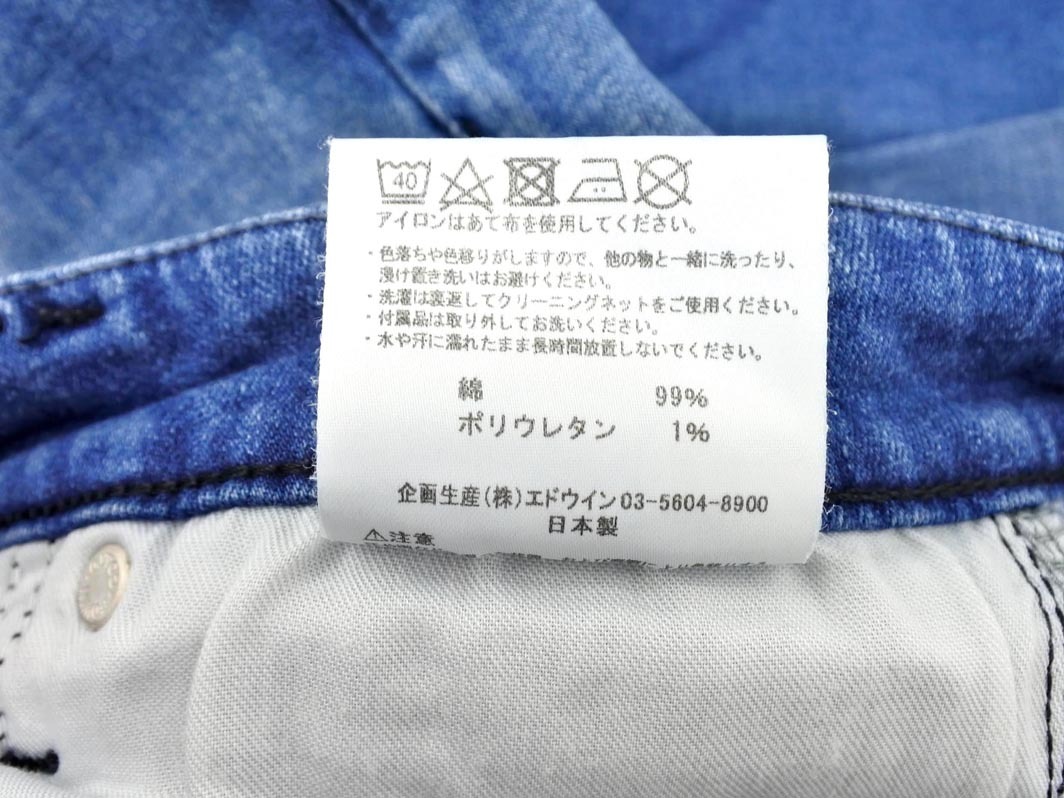 40
アイロンはあて布を使用してください。
・色落ちや色移りがしますので、他の物と一緒に洗ったり、
浸け置き洗いはお避けください。
・洗濯は裏返してクリーニングネットをご使用ください。
・付属品は取り外してお洗いください。
・水や汗に濡れたまま長時間放置しないでください。
綿 99%
ポリウレタン 1%
企画生産(株)エドウイン03-5604-8900
日本製
⚠注意